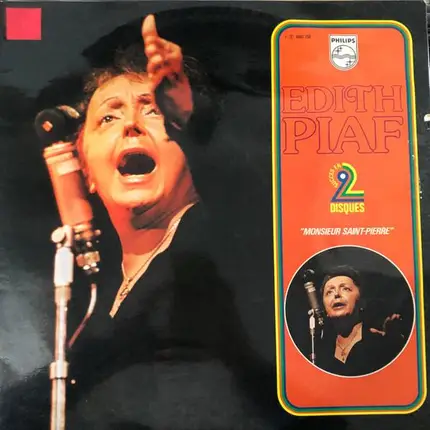 PHILIPS
EDITH
PIAF
2
DISQUES
"MONSIEUR SAINT-PIERRE"